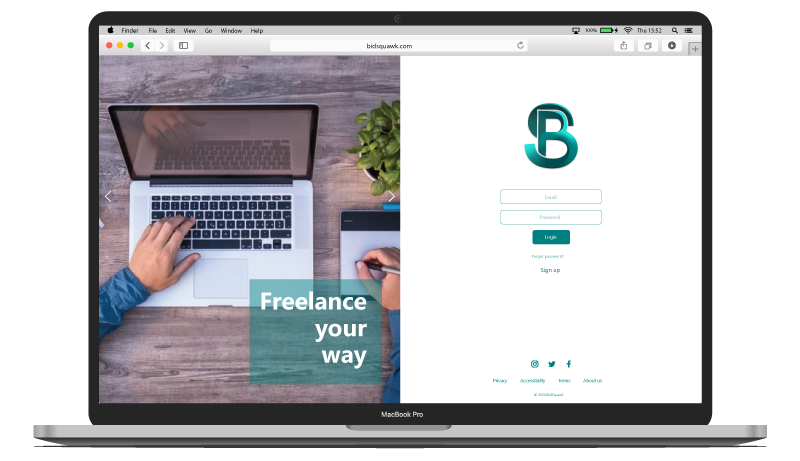 Finder File Edit View Go Window Help
100% Thu 15:52
bidsquawk.com
Freelance
your
way
SB
Email
Password
Login
Forgot password?
Sign up
Privacy Accessibility Terms About us
MacBook Pro